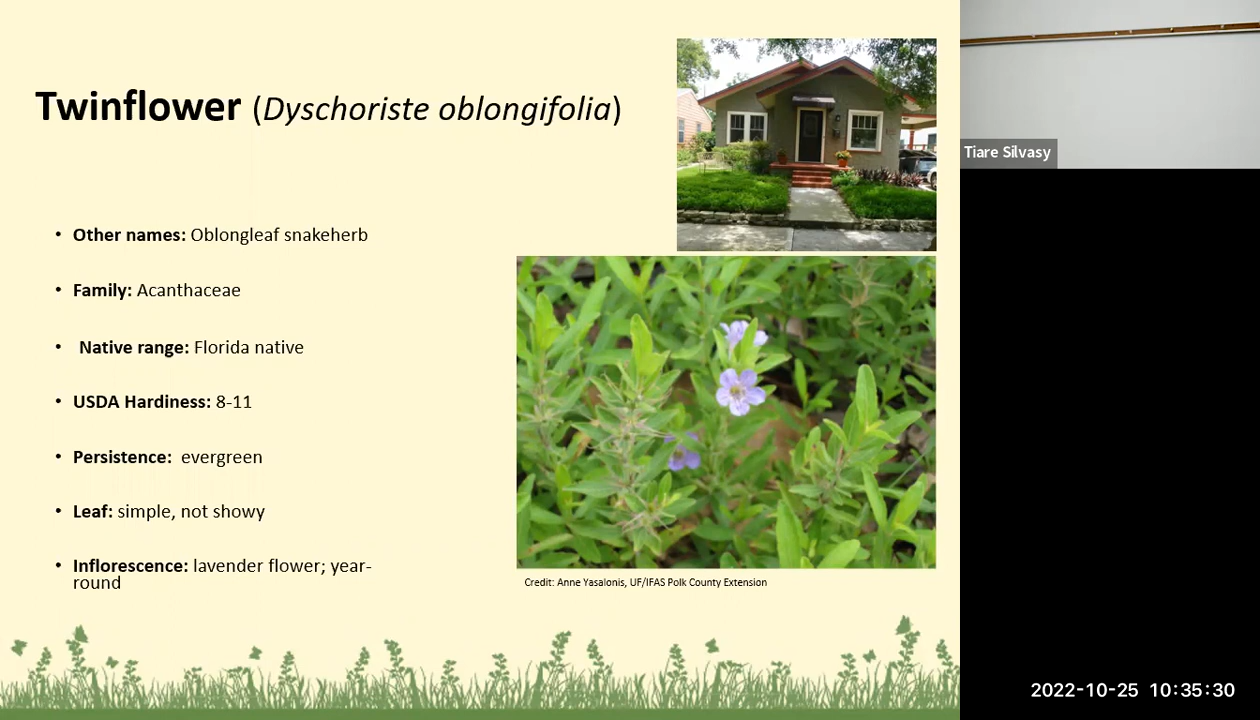 Twinflower (Dyschoriste oblongifolia)
• Other names: Oblongleaf snakeherb
• Family: Acanthaceae
• Native range: Florida native
• USDA Hardiness: 8-11
• Persistence: evergreen
• Leaf: simple, not showy
• Inflorescence: lavender flower; year-
round
Credit: Anne Yasalonis, UF/IFAS Polk County Extension
Tiare Silvasy
2022-10-25 10:35:30